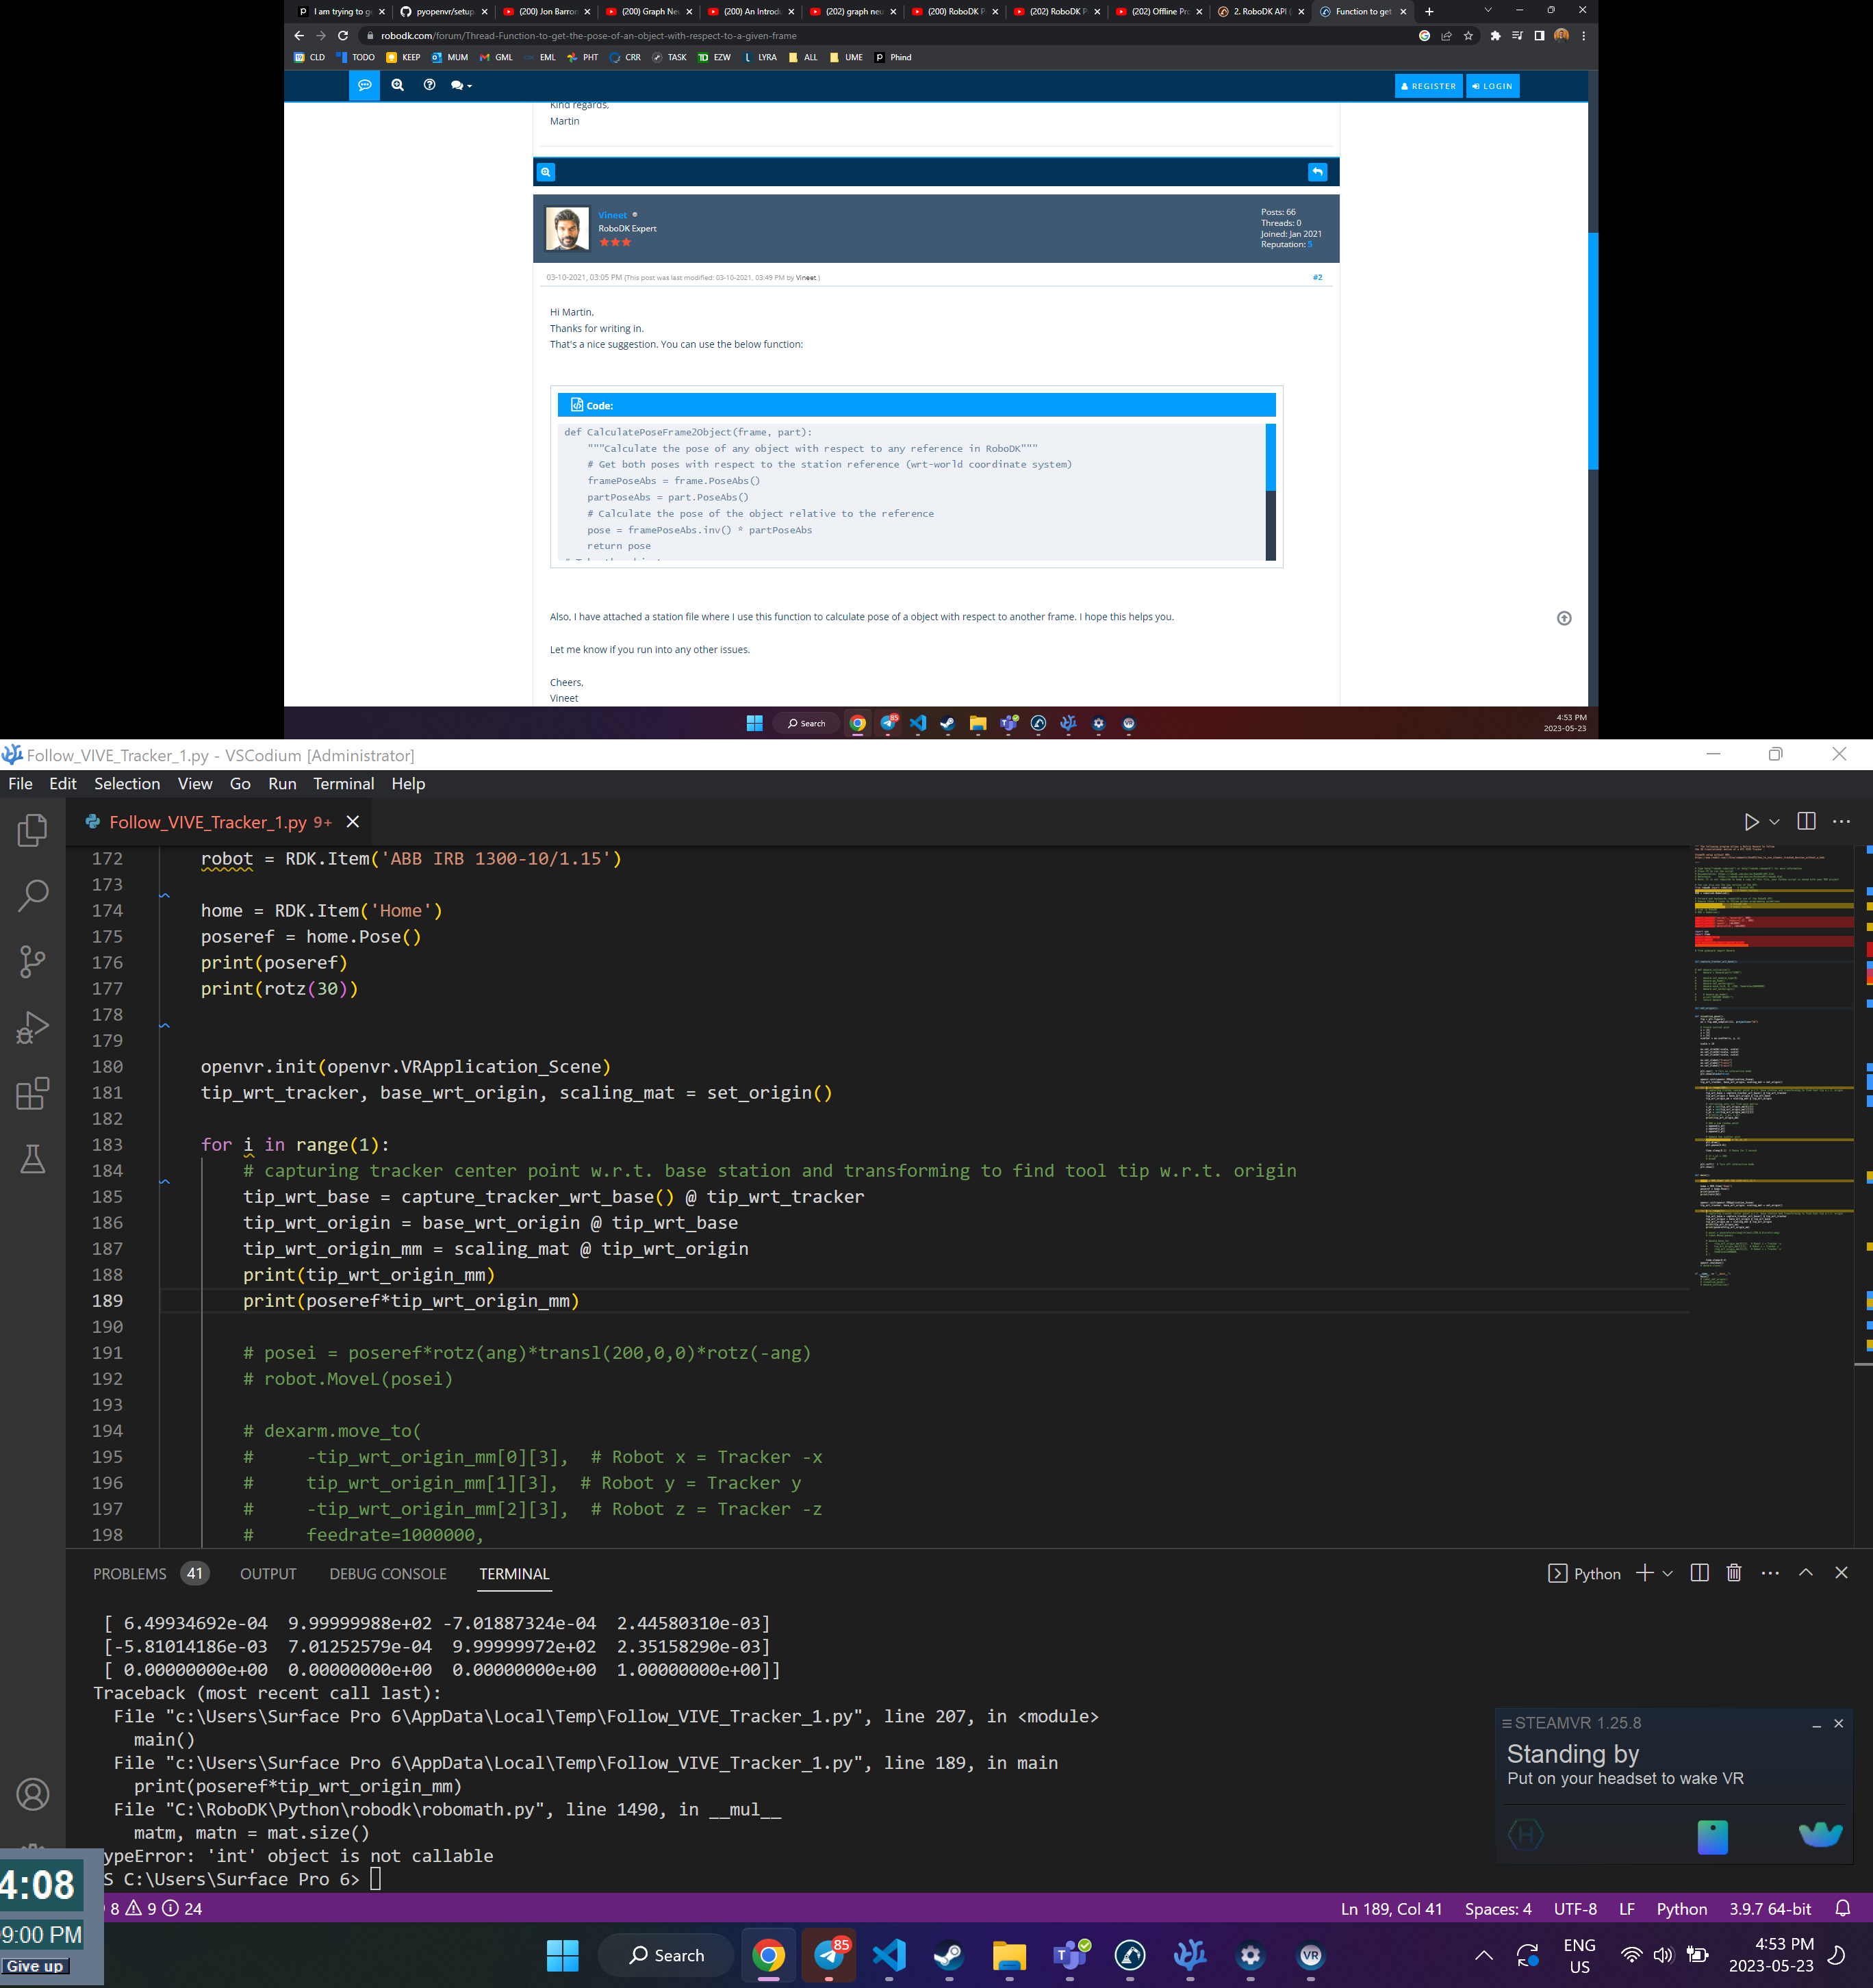 I am trying to g
pyopenvr/setup
(200) Jon Barron
(200) Graph Neu
(200) An Introdu
(202) graph neu
(200) RoboDK P
(202) RoboDK P
(202) Offline Pro
2. RoboDK API (
Function to get
robodk.com/forum/Thread-Function-to-get-the-pose-of-an-object-with-respect-to-a-given-frame
CLD TODO KEEP MUM GML EML PHT CRR TASK EZW LYRA ALL UME Phind
REGISTER LOGIN
Kind regards,
Martin
Vineet
RoboDK Expert
Posts: 66
Threads: 0
Joined: Jan 2021
Reputation: 5
03-10-2021, 03:05 PM (This post was last modified: 03-10-2021, 03:49 PM by Vineet.)
#2
Hi Martin,
Thanks for writing in.
That's a nice suggestion. You can use the below function:
Code:
def CalculatePoseFrame2Object(frame, part):
"""Calculate the pose of any object with respect to any reference in RoboDK"""
# Get both poses with respect to the station reference (wrt-world coordinate system)
framePoseAbs = frame.PoseAbs()
partPoseAbs = part.PoseAbs()
# Calculate the pose of the object relative to the reference
pose = framePoseAbs.inv() * partPoseAbs
return pose
Also, I have attached a station file where I use this function to calculate pose of a object with respect to another frame. I hope this helps you.
Let me know if you run into any other issues.
Cheers,
Vineet
Search
85
4:53 PM
2023-05-23
Follow_VIVE_Tracker_1.py - VSCodium [Administrator]
File Edit Selection View Go Run Terminal Help
Follow_VIVE_Tracker_1.py 9+
172 robot = RDK.Item('ABB IRB 1300-10/1.15')
173
174 home = RDK.Item('Home')
175 poseref = home.Pose()
176 print(poseref)
177 print(rotz(30))
178
179
180 openvr.init(openvr.VRApplication_Scene)
181 tip_wrt_tracker, base_wrt_origin, scaling_mat = set_origin()
182
183 for i in range(1):
184 # capturing tracker center point w.r.t. base station and transforming to find tool tip w.r.t. origin
185 tip_wrt_base = capture_tracker_wrt_base() @ tip_wrt_tracker
186 tip_wrt_origin = base_wrt_origin @ tip_wrt_base
187 tip_wrt_origin_mm = scaling_mat @ tip_wrt_origin
188 print(tip_wrt_origin_mm)
189 print(poseref*tip_wrt_origin_mm)
190
191 # posei = poseref*rotz(ang)*transl(200,0,0)*rotz(-ang)
192 # robot.MoveL(posei)
193
194 # dexarm.move_to(
195 # -tip_wrt_origin_mm[0][3], # Robot x = Tracker -x
196 # tip_wrt_origin_mm[1][3], # Robot y = Tracker y
197 # -tip_wrt_origin_mm[2][3], # Robot z = Tracker -z
198 # feedrate=1000000,
PROBLEMS 41 OUTPUT DEBUG CONSOLE TERMINAL
Python
[ 6.49934692e-04 9.99999988e+02 -7.01887324e-04 2.44580310e-03]
[-5.81014186e-03 7.01252579e-04 9.99999972e+02 2.35158290e-03]
[ 0.00000000e+00 0.00000000e+00 0.00000000e+00 1.00000000e+00]]
Traceback (most recent call last):
File "c:\Users\Surface Pro 6\AppData\Local\Temp\Follow_VIVE_Tracker_1.py", line 207, in <module>
main()
File "c:\Users\Surface Pro 6\AppData\Local\Temp\Follow_VIVE_Tracker_1.py", line 189, in main
print(poseref*tip_wrt_origin_mm)
File "C:\RoboDK\Python\robodk\robomath.py", line 1490, in __mul__
matm, matn = mat.size()
ypeError: 'int' object is not callable
S C:\Users\Surface Pro 6>
STEAMVR 1.25.8
Standing by
Put on your headset to wake VR
4:08
9:00 PM
Give up
8 9 24
Ln 189, Col 41 Spaces: 4 UTF-8 LF Python 3.9.7 64-bit
Search
85
ENG
US
4:53 PM
2023-05-23